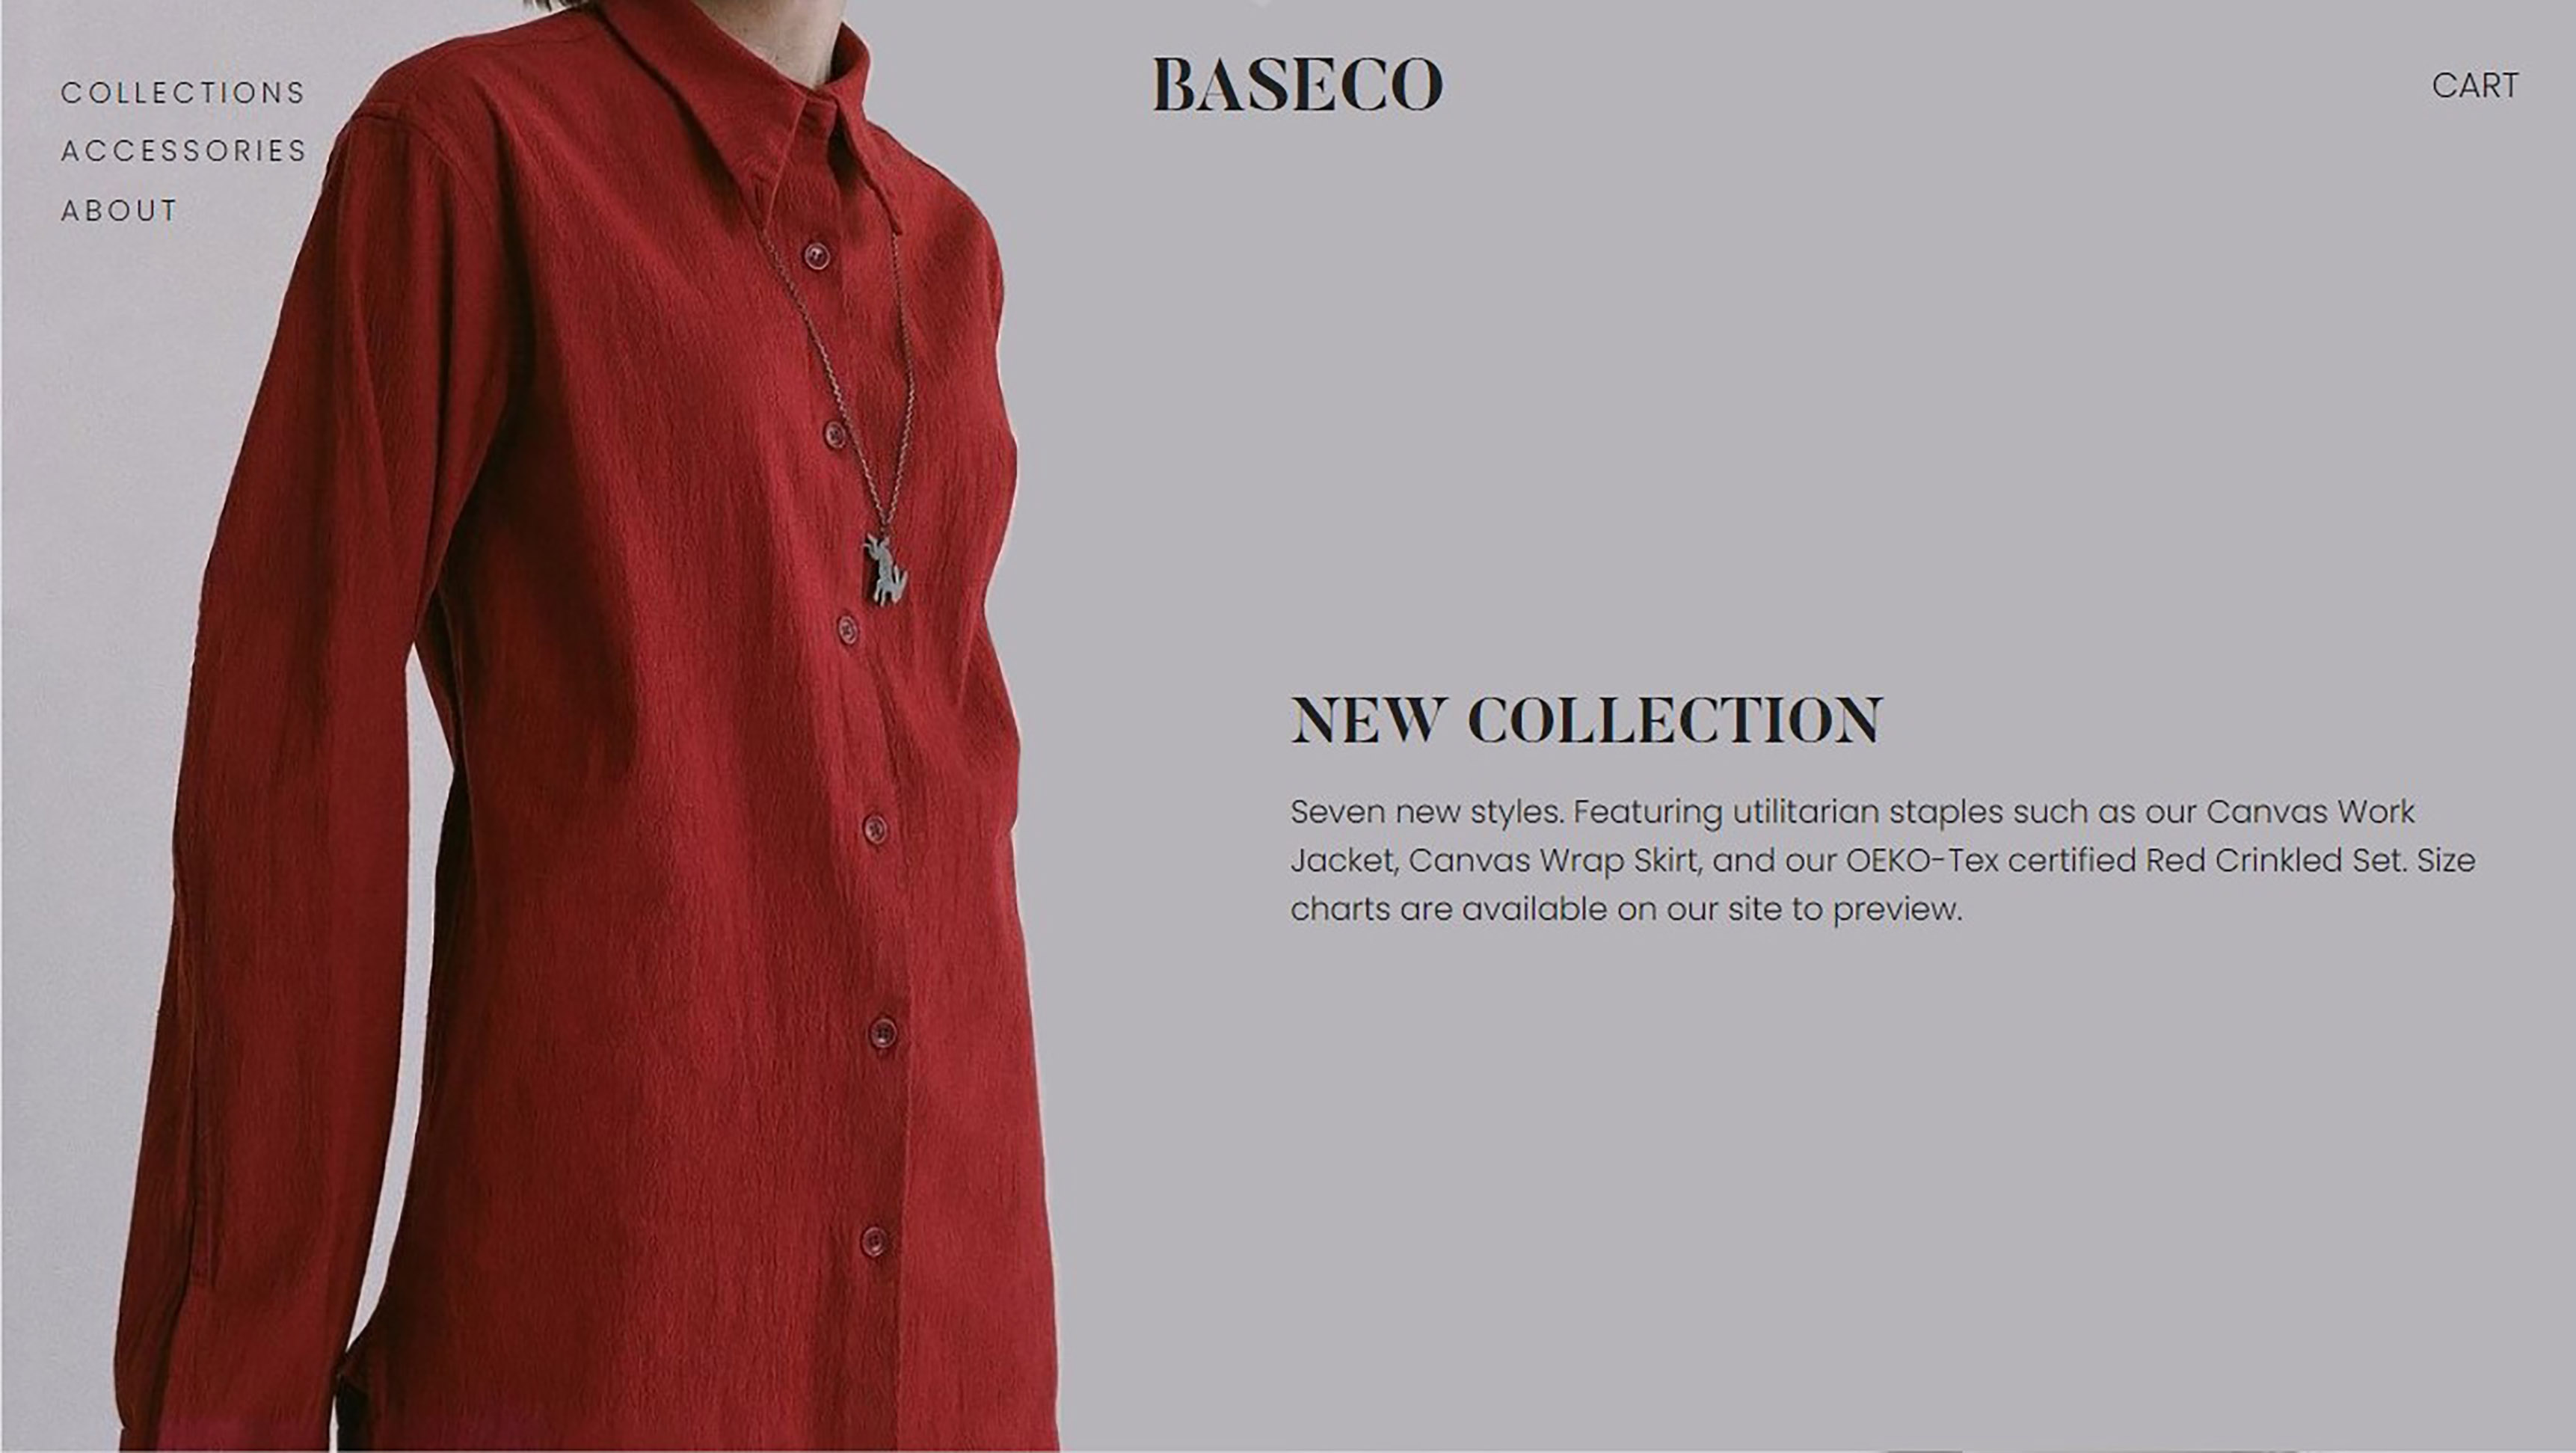 COLLECTIONS
ACCESSORIES
ABOUT
BASECO
CART
NEW COLLECTION
Seven new styles. Featuring utilitarian staples such as our Canvas Work
Jacket, Canvas Wrap Skirt, and our OEKO-Tex certified Red Crinkled Set. Size
charts are available on our site to preview.